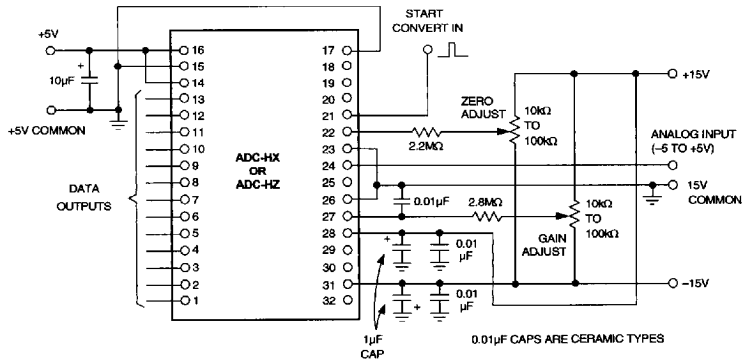 START
CONVERT IN
+5V
+
10µF
+5V COMMON
DATA
OUTPUTS
16
15
14
13
12
11
10
9
8
7
6
5
4
3
2
1
ADC-HX
OR
ADC-HZ
17
18
19
20
21
22
23
24
25
26
27
28
29
30
31
32
ZERO
ADJUST
2.2MΩ
10kΩ
TO
100kΩ
+15V
ANALOG INPUT
(–5 TO +5V)
15V
COMMON
0.01µF
2.8MΩ
10kΩ
TO
100kΩ
GAIN
ADJUST
+
0.01
µF
+
0.01
µF
–15V
1µF
CAP
0.01µF CAPS ARE CERAMIC TYPES